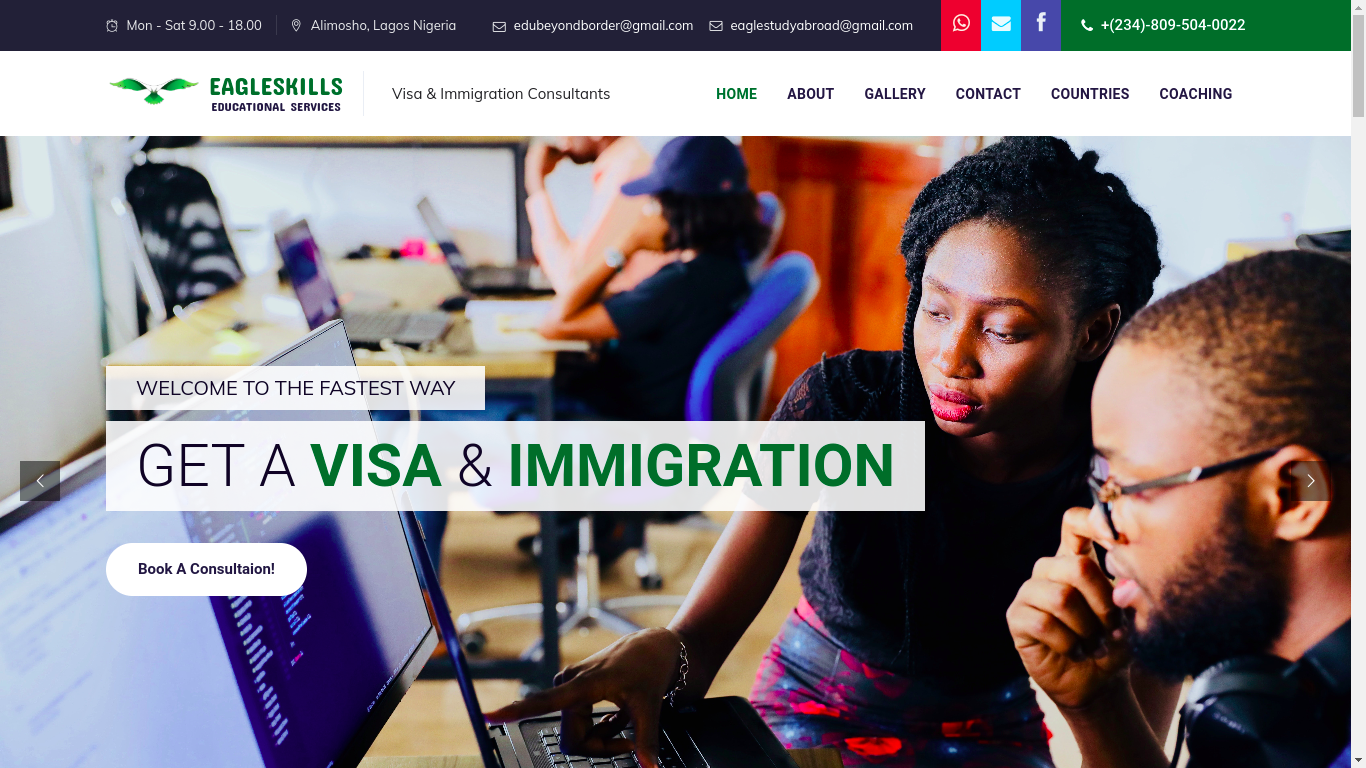 Mon - Sat 9.00 - 18.00
Alimosho, Lagos Nigeria
edubeyondborder@gmail.com
eaglestudyabroad@gmail.com
+(234)-809-504-0022
EAGLESKILLS
EDUCATIONAL SERVICES
Visa & Immigration Consultants
HOME ABOUT GALLERY CONTACT COUNTRIES COACHING
WELCOME TO THE FASTEST WAY
GET A VISA & IMMIGRATION
Book A Consultaion!